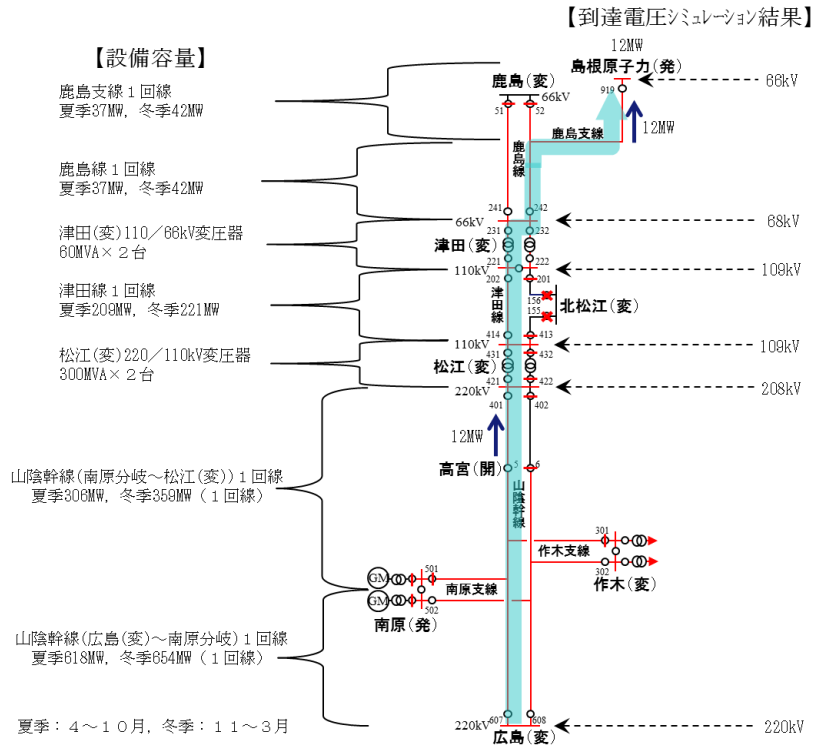 【到達電圧シミュレーション結果】
【設備容量】
12MW
島根原子力(発)
66kV
鹿島(変)
66kV
鹿島支線１回線
夏季37MW，冬季42MW
919
51
52
12MW
鹿島支線
鹿島線
鹿島線１回線
夏季37MW，冬季42MW
241
242
66kV
68kV
231
232
津田(変)110／66kV変圧器
60MVA×２台
津田(変)
221
222
110kV
109kV
202
201
津田線１回線
夏季209MW，冬季221MW
津田線
156
155
北松江(変)
414
413
110kV
109kV
松江(変)220／110kV変圧器
300MVA×２台
431
432
松江(変)
421
422
220kV
208kV
401
402
12MW
高宮(開)
5
6
山陰幹線(南原分岐～松江(変))１回線
夏季306MW，冬季359MW（１回線）
山陰幹線
301
作木支線
302
作木(変)
GM
501
南原支線
GM
502
南原(発)
山陰幹線(広島(変)～南原分岐)１回線
夏季618MW，冬季654MW（１回線）
607
608
夏季：４～１０月，冬季：１１～３月
220kV
広島(変)
220kV